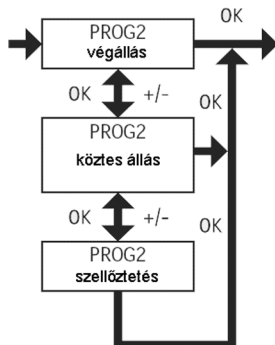 OK
PROG2
végállás
OK +/-
OK
PROG2
köztes állás
OK +/-
OK
PROG2
szellőztetés